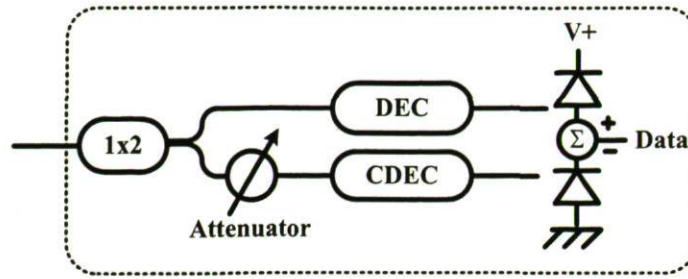 V+
DEC
1x2
Σ
+
−
Data
CDEC
Attenuator